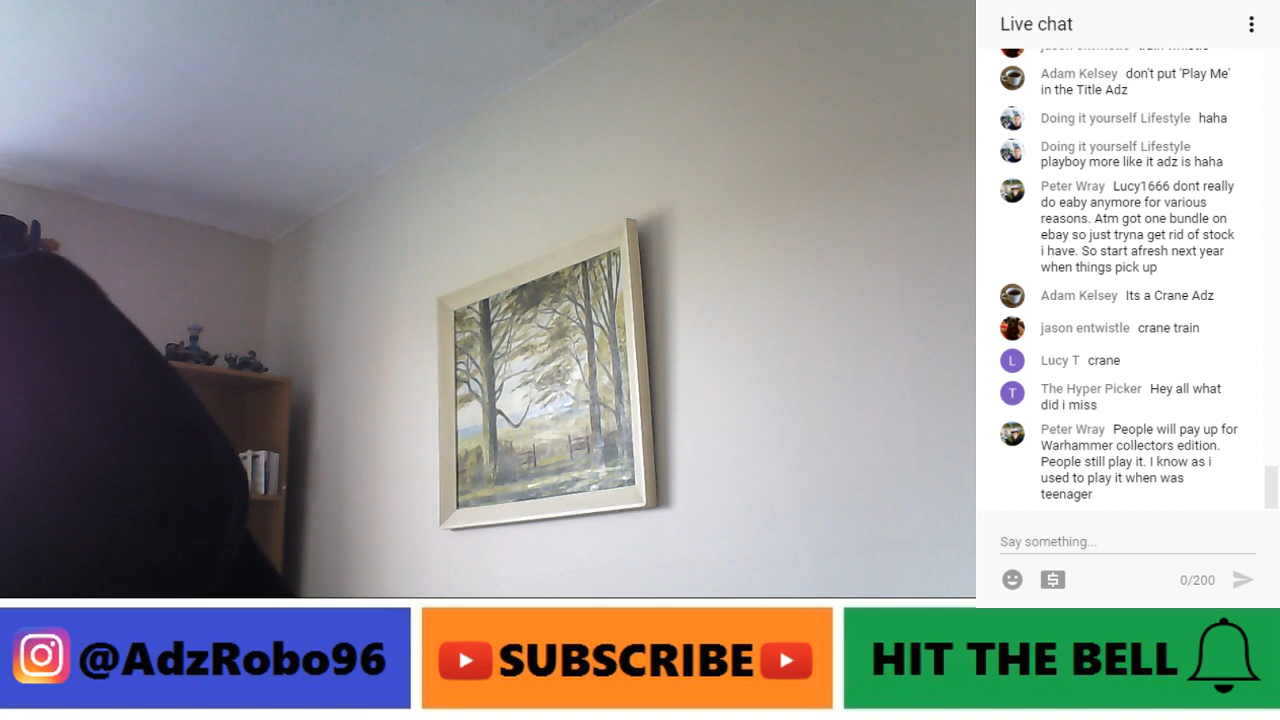 Live chat
Adam Kelsey don't put 'Play Me'
in the Title Adz
Doing it yourself Lifestyle haha
Doing it yourself Lifestyle
playboy more like it adz is haha
Peter Wray Lucy1666 dont really
do eaby anymore for various
reasons. Atm got one bundle on
ebay so just tryna get rid of stock
i have. So start afresh next year
when things pick up
Adam Kelsey Its a Crane Adz
jason entwistle crane train
L Lucy T crane
T The Hyper Picker Hey all what
did i miss
Peter Wray People will pay up for
Warhammer collectors edition.
People still play it. I know as i
used to play it when was
teenager
Say something...
0/200
@AdzRobo96
SUBSCRIBE
HIT THE BELL